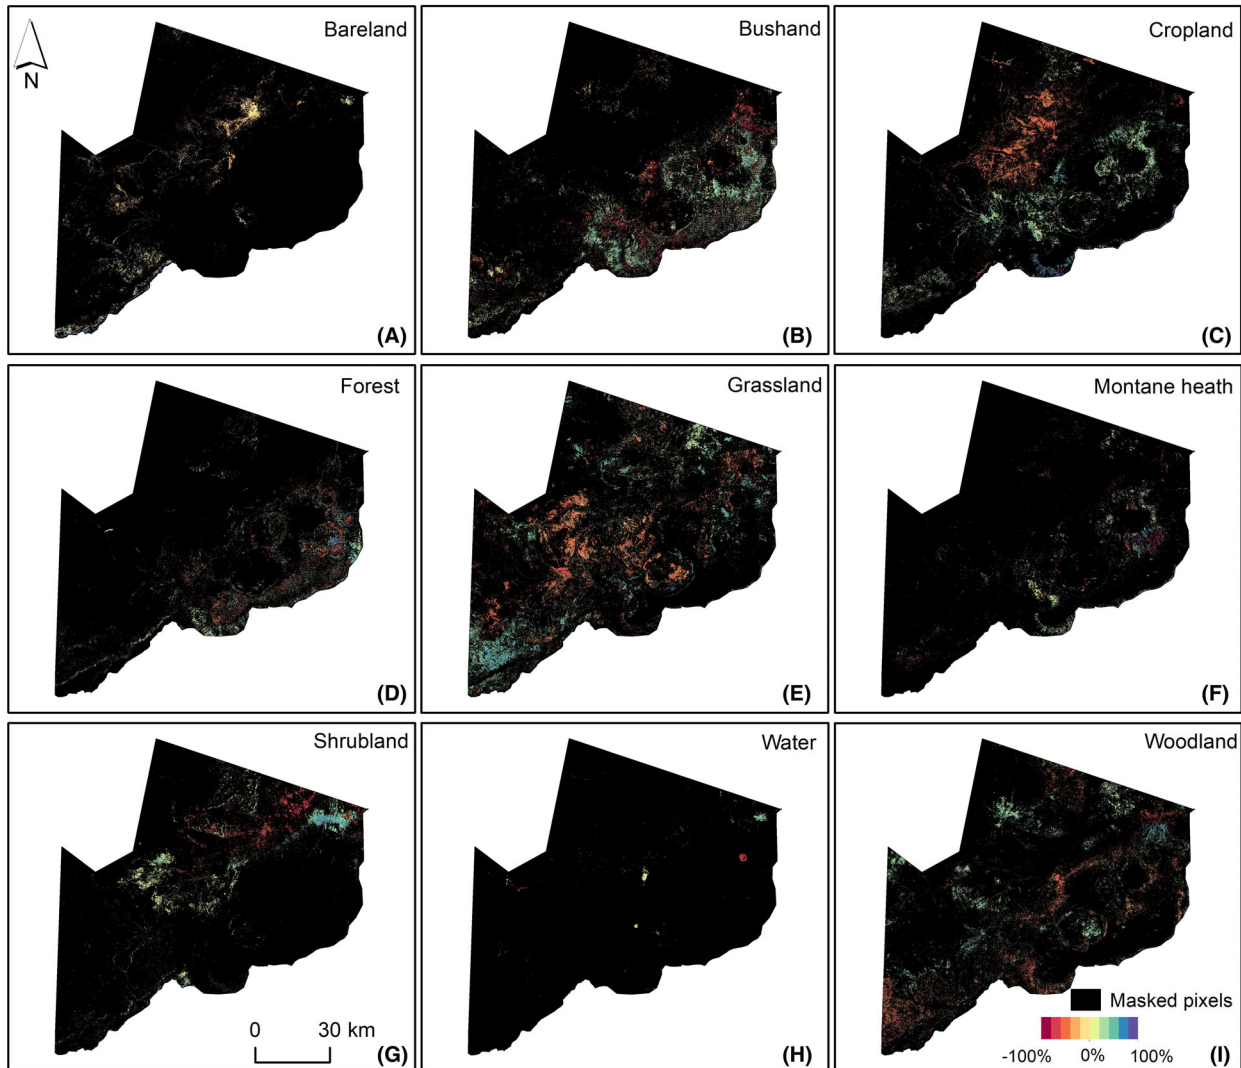 Bareland
N
(A)
Bushand
(B)
Cropland
(C)
Forest
(D)
Grassland
(E)
Montane heath
(F)
Shrubland
0 30 km
(G)
Water
(H)
Woodland
Masked pixels
-100% 0% 100%
(I)